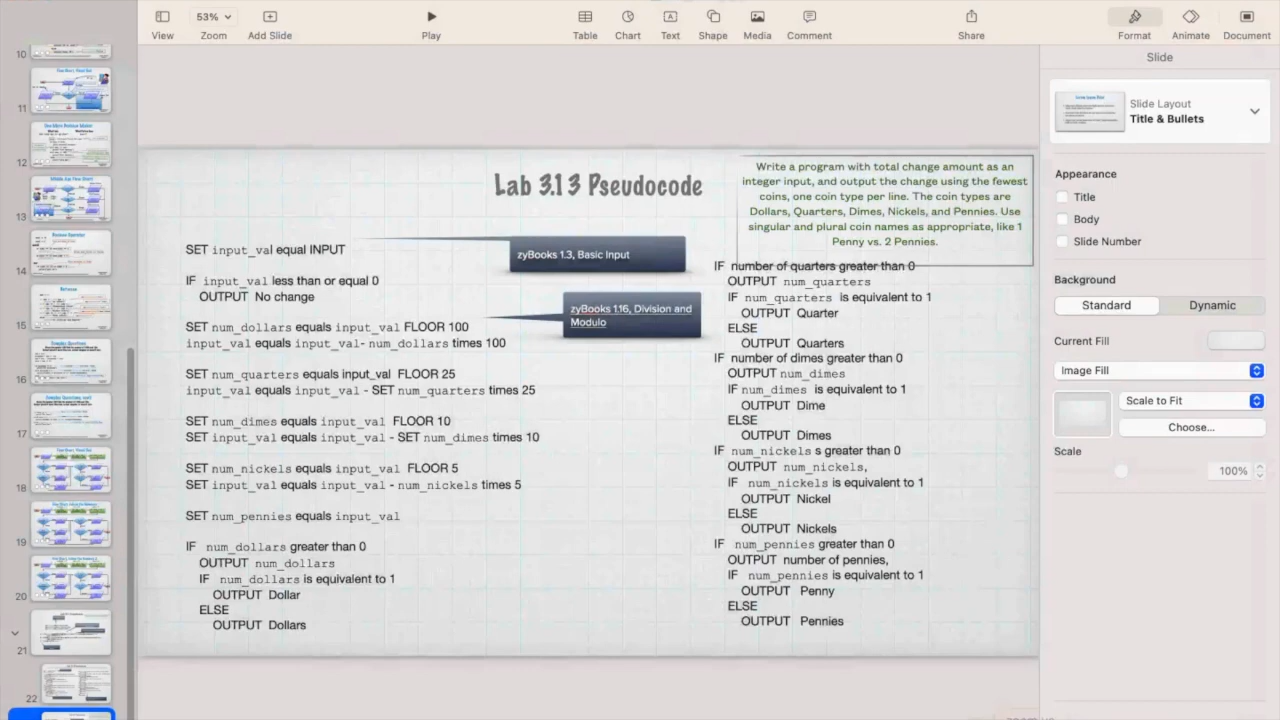 53%
View
Zoom
Add Slide
Play
Table
Chart
Text
Shape
Media
Comment
Share
Format
Animate
Document
10
11
12
13
14
15
16
17
18
19
20
21
22
Lab 3.13 Pseudocode
Write a program with total change amount as an
integer input, and output the change using the fewest
coins, one coin type per line. The coin types are
Dollars, Quarters, Dimes, Nickels, and Pennies. Use
singular and plural coin names as appropriate, like 1
Penny vs. 2 Pennies.
SET input_val equal INPUT
zyBooks 1.3, Basic Input
IF input_val less than or equal 0
OUTPUT No change
zyBooks 1.16, Division and
Modulo
SET num_dollars equals input_val FLOOR 100
input_val equals inputval- num_dollars times 100
SET num_quarters equals input_val FLOOR 25
input_val equals input_val - SET num_quarters times 25
SET num_dimes equals input_val FLOOR 10
SET input_val equals input_val - SET num_dimes times 10
SET num_nickels equals input_val FLOOR 5
SET input_val equals input_val - num_nickels times 5
SET num_pennies equals input_val
IF num_dollars greater than 0
OUTPUT num_dollars
IF num_dollars is equivalent to 1
OUTPUT Dollar
ELSE
OUTPUT Dollars
IF number of quarters greater than 0
OUTPUT num_quarters
IF num_quarters is equivalent to 1
OUTPUT Quarter
ELSE
OUTPUT Quarters
IF number of dimes greater than 0
OUTPUT num_dimes
IF num_dimes is equivalent to 1
OUTPUT Dime
ELSE
OUTPUT Dimes
IF num_nickels s greater than 0
OUTPUT num_nickels,
IF num_nickels is equivalent to 1
OUTPUT Nickel
ELSE
OUTPUT Nickels
IF num_pennies greater than 0
OUTPUT number of pennies,
IF num_pennies is equivalent to 1
OUTPUT Penny
ELSE
OUTPUT Pennies
Slide
Slide Layout
Title & Bullets
Appearance
Title
Body
Slide Number
Background
Standard
Dynamic
Current Fill
Image Fill
Scale to Fit
Choose...
Scale
100%